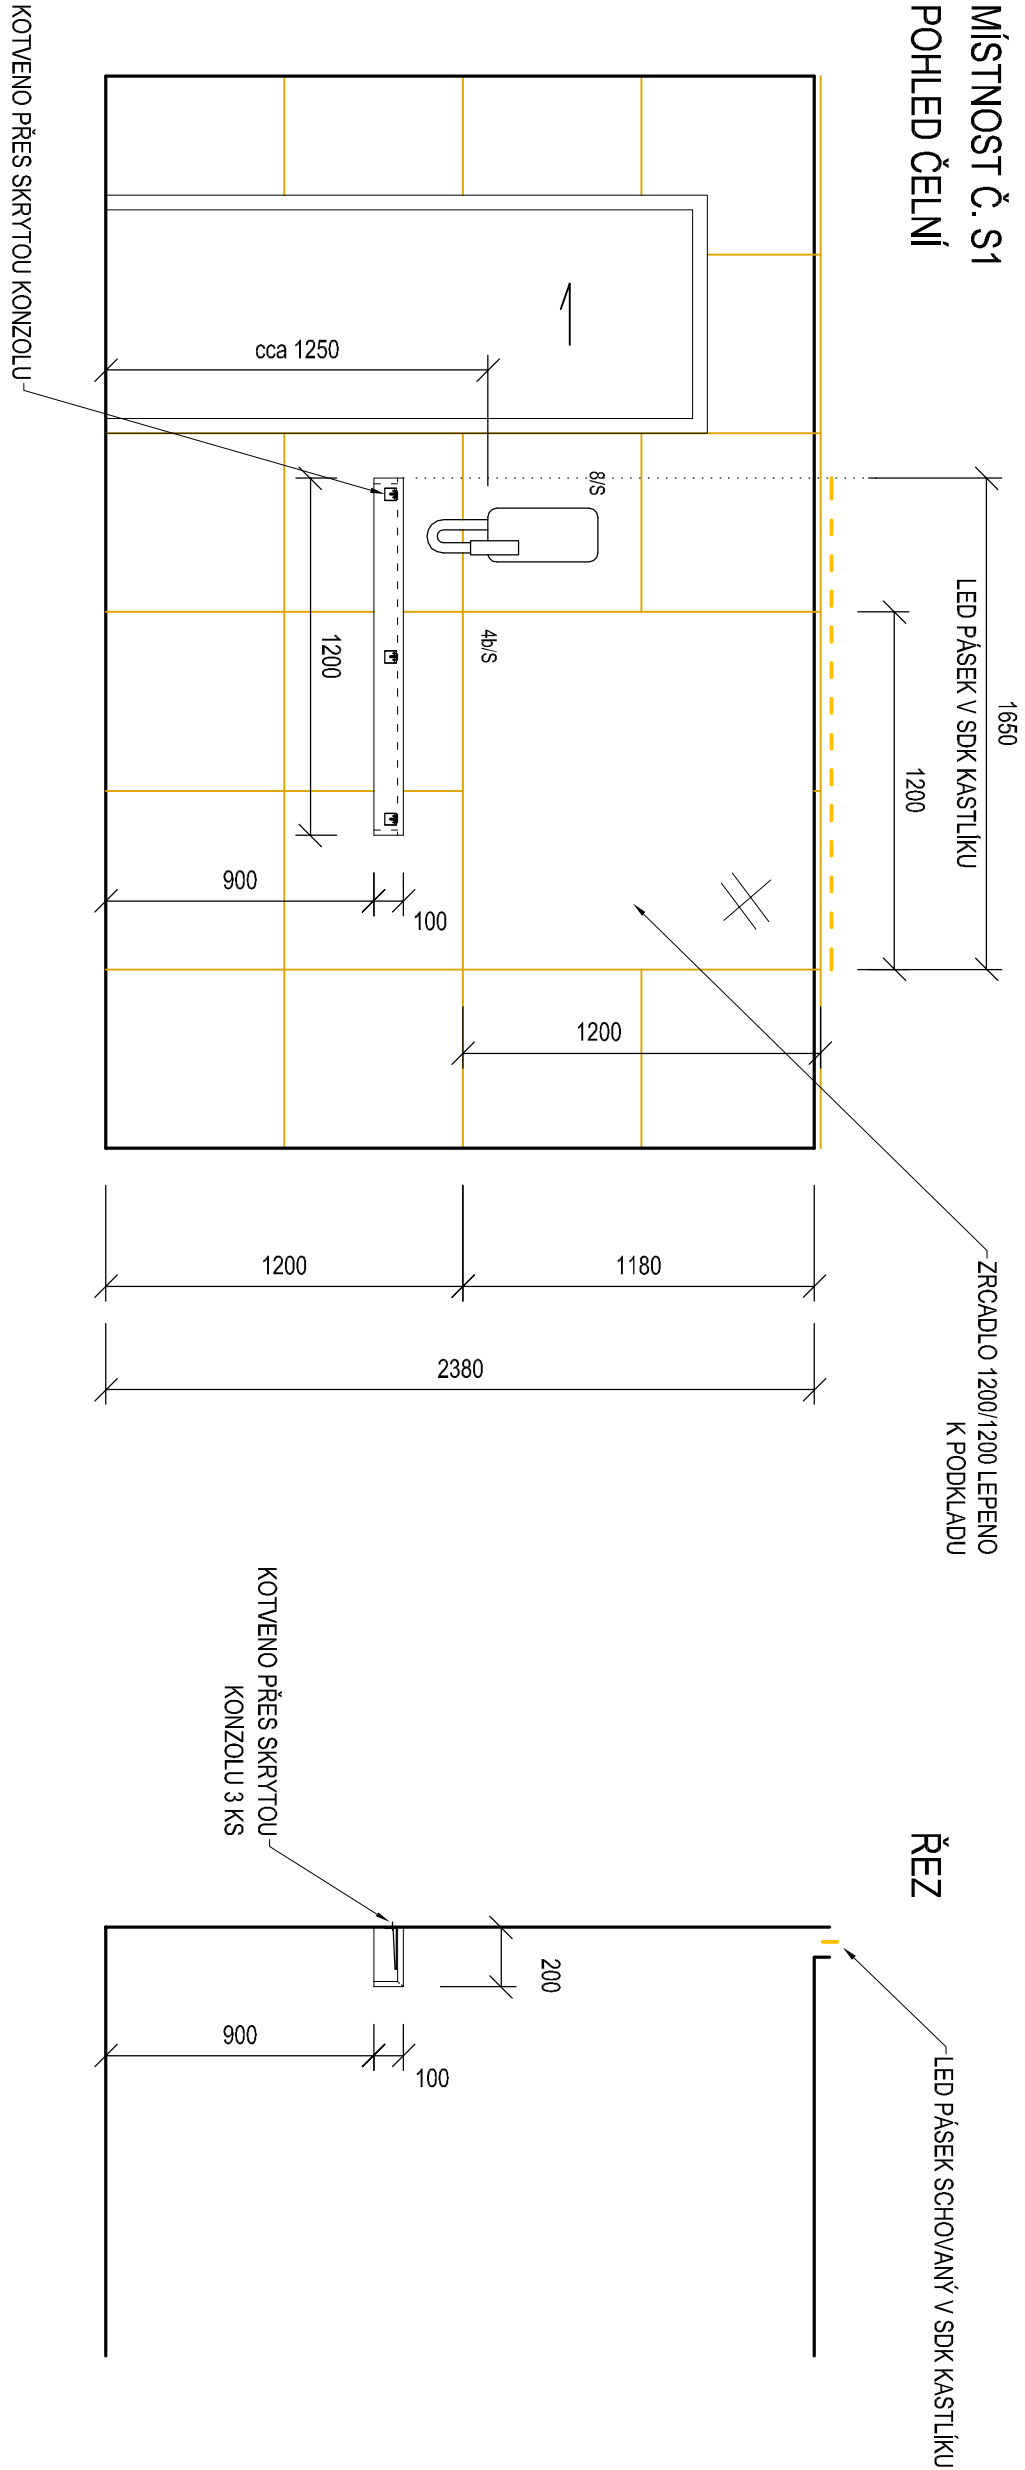 MÍSTNOST Č. S1
POHLED ČELNÍ
1650
LED PÁSEK V SDK KASTLÍKU
1200
8/S
4b/S
cca 1250
1200
1200
900
100
1200
1180
2380
ZRCADLO 1200/1200 LEPENO
K PODKLADU
KOTVENO PŘES SKRYTOU KONZOLU
ŘEZ
LED PÁSEK SCHOVANÝ V SDK KASTLÍKU
200
900
100
KOTVENO PŘES SKRYTOU
KONZOLU 3 KS